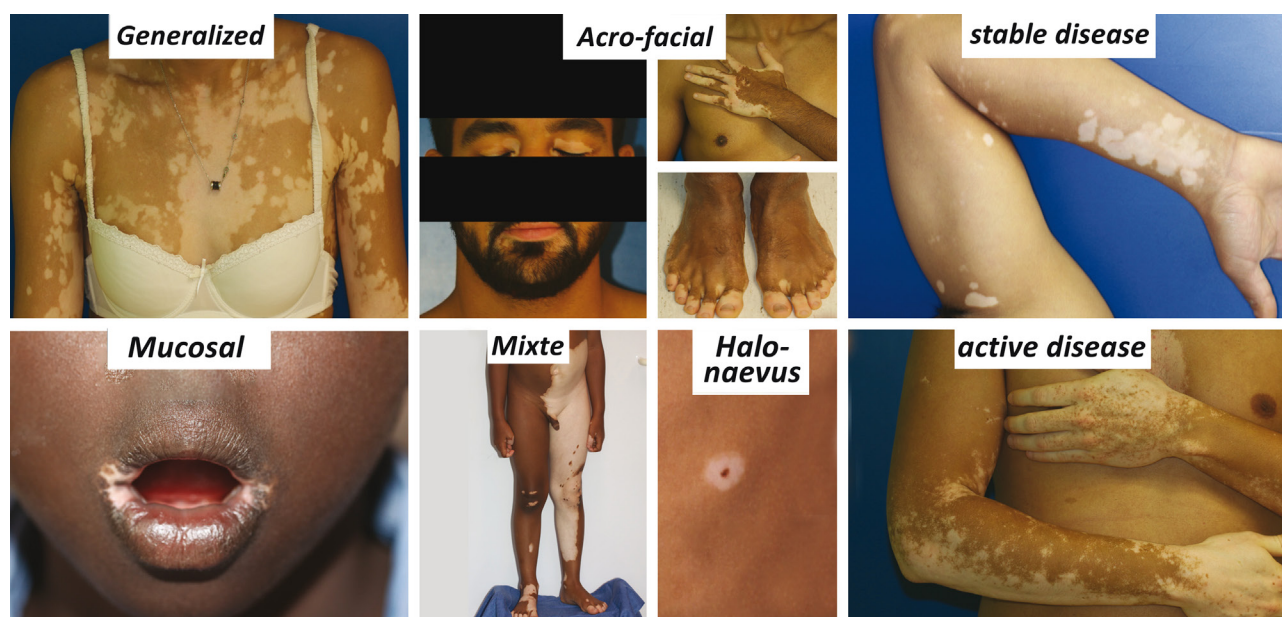 Generalized
Acro-facial
stable disease
Mucosal
Mixte
Halo-
naevus
active disease